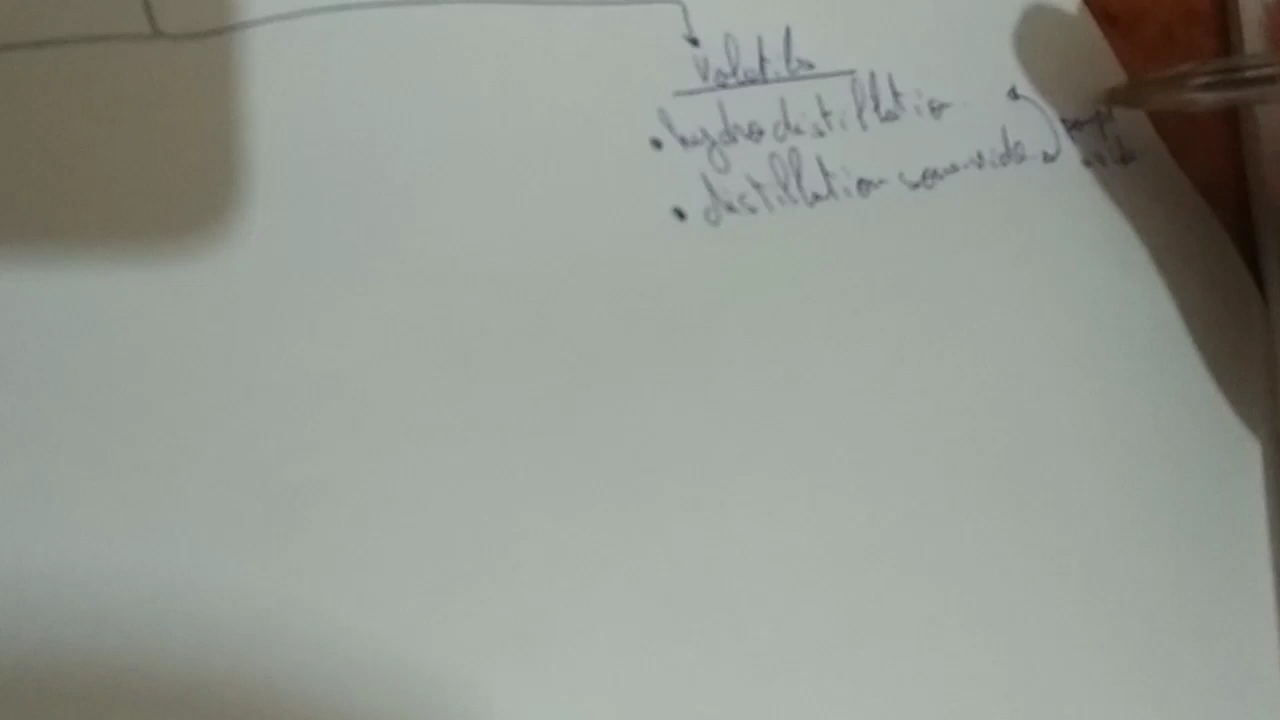 Volatils
• hydrodistillation
• distillation sous-vide